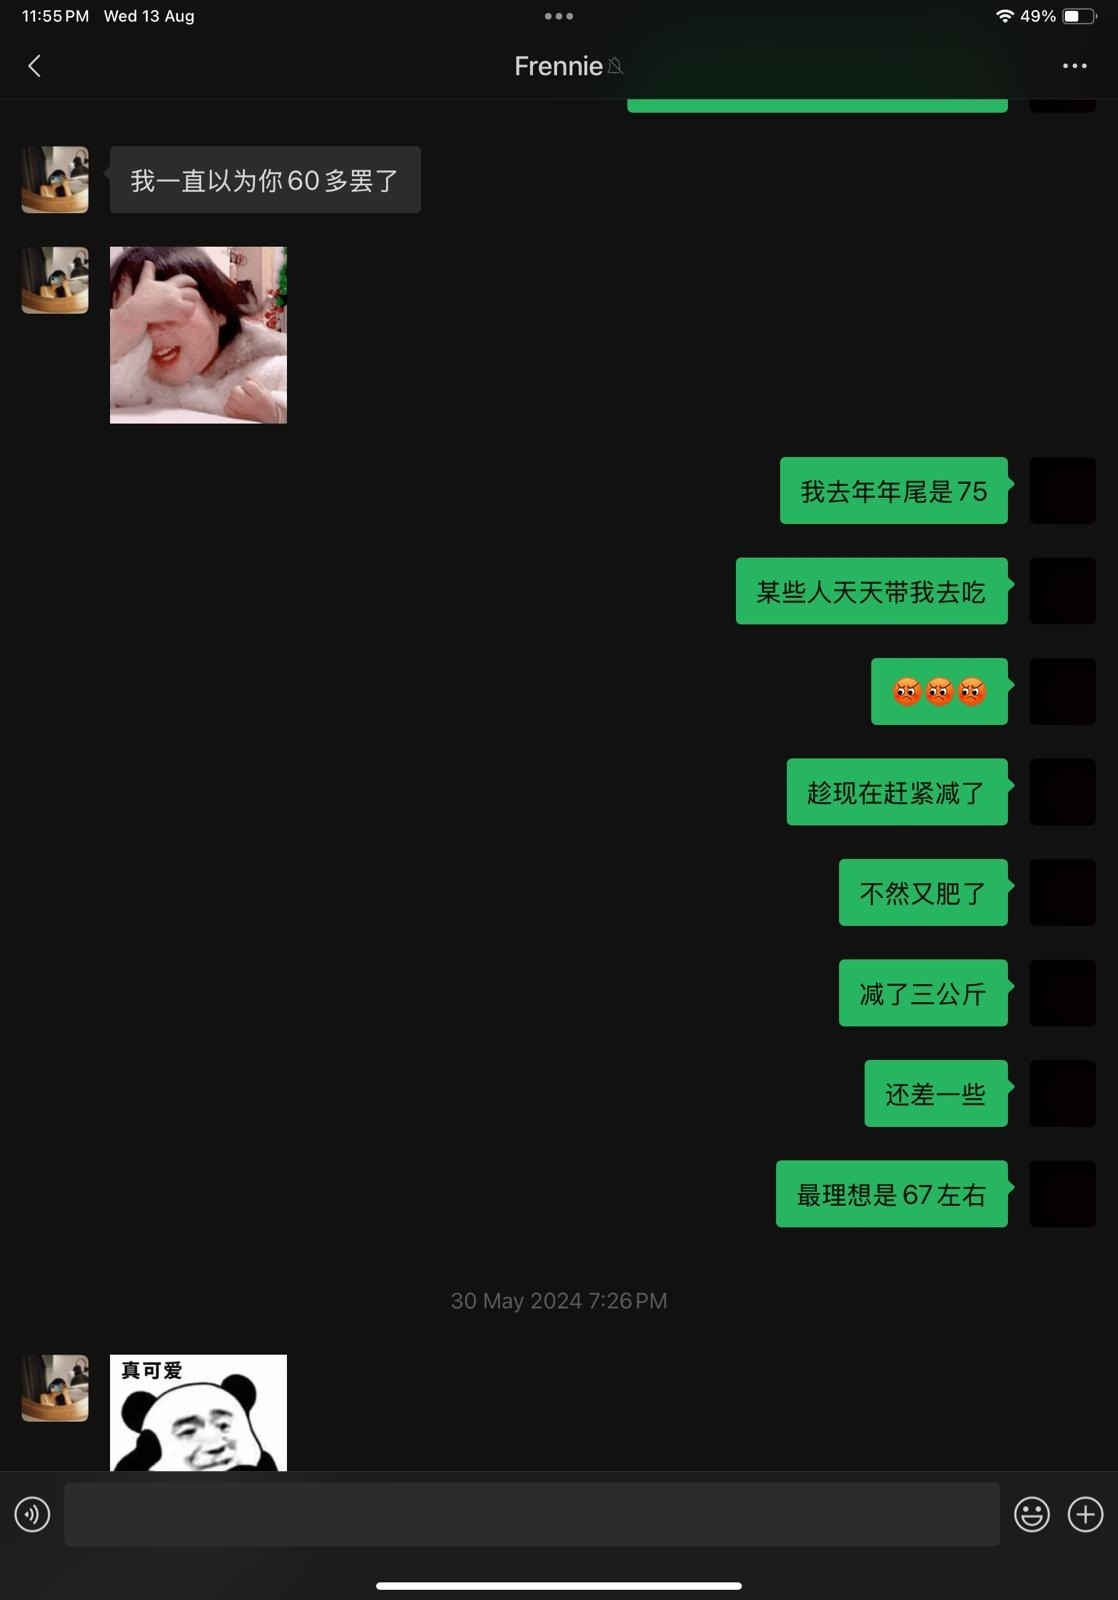 11:55 PM Wed 13 Aug
49%
Frennie
我一直以为你60多罢了
我去年年尾是75
某些人天天带我去吃
😡😡😡
趁现在赶紧减了
不然又肥了
减了三公斤
还差一些
最理想是67左右
30 May 2024 7:26 PM
真可爱